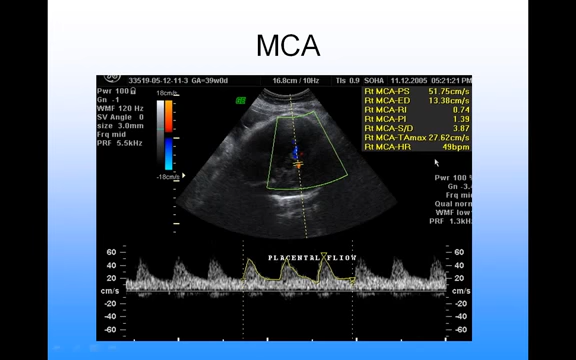 MCA
33519-05-12-11-3 GA=39w0d 16.8cm / 10Hz TIs 0.9 SOHA 11.12.2005 05:21:21 PM
Pwr 100
Gn -1
WMF 120 Hz
SV Angle 0
size 3.0mm
Frq mid
PRF 5.5kHz
18cm/s
-18cm/s
Rt MCA-PS 51.75cm/s
Rt MCA-ED 13.38cm/s
Rt MCA-RI 0.74
Rt MCA-PI 1.39
Rt MCA-S/D 3.87
Rt MCA-TAmax 27.62cm/s
Rt MCA-HR 49bpm
Pwr 100 %
Gn -3.
Frq mi
Qual norm
WMF low
PRF 1.3k
PLACENTAL FLIOW
60
40
20
cm/s
-20
-40
-60
60
40
20
cm/s
-20
-40
-60